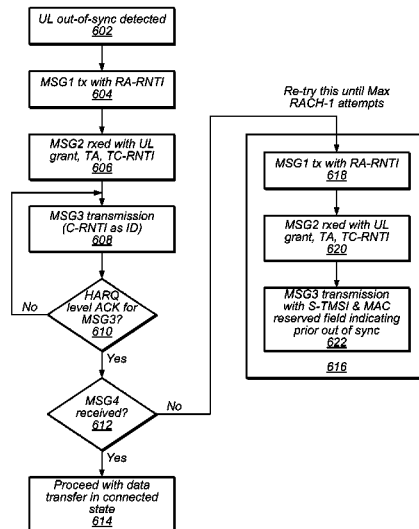 UL out-of-sync detected
602
MSG1 tx with RA-RNTI
604
MSG2 rxed with UL
grant, TA, TC-RNTI
606
MSG3 transmission
(C-RNTI as ID)
608
No
HARQ
level ACK for
MSG3?
610
Yes
MSG4
received?
612
No
Yes
Proceed with data
transfer in connected
state
614
Re-try this until Max
RACH-1 attempts
MSG1 tx with RA-RNTI
618
MSG2 rxed with UL
grant, TA, TC-RNTI
620
MSG3 transmission
with S-TMSI & MAC
reserved field indicating
prior out of sync
622
616